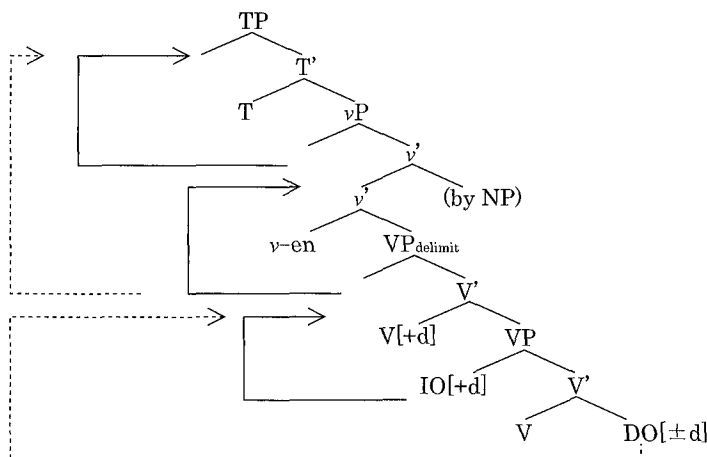 TP
T'
T vP
v'
v' (by NP)
v-en VPdelimit
V'
V[+d] VP
IO[+d] V'
V DO[±d]